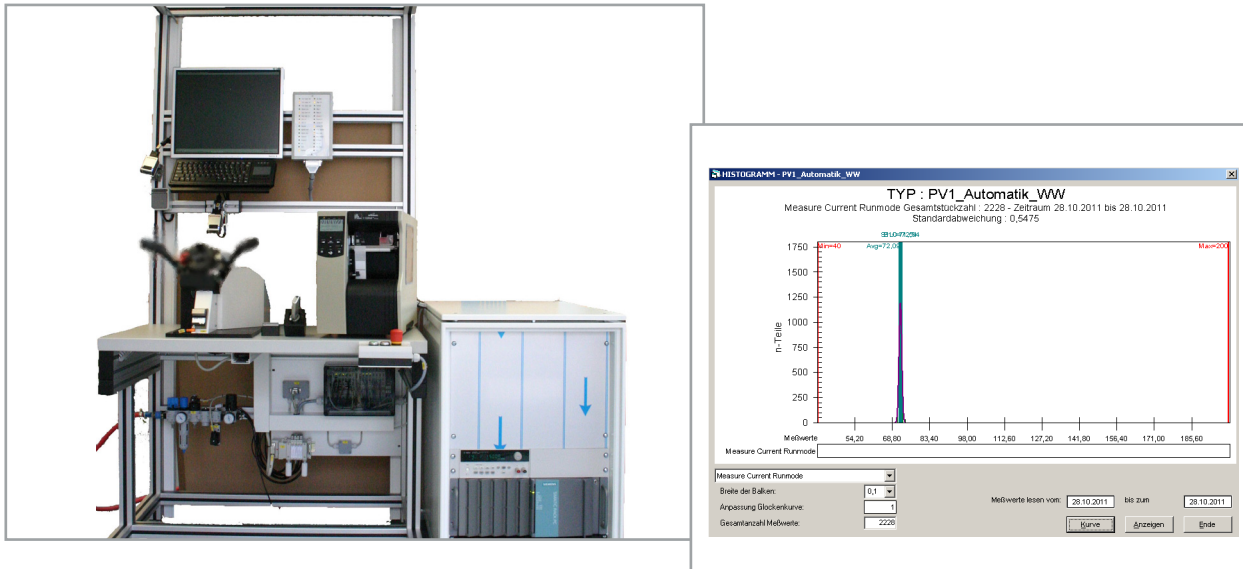 HISTOGRAMM - PV1_Automatik_WW
TYP : PV1_Automatik_WW
Measure Current Runmode Gesamtstückzahl : 2228 - Zeitraum 28.10.2011 bis 28.10.2011
Standardabweichung : 0,5475
Min=40
Max=200
n-Teile
1750
1500
1250
1000
750
500
250
0
Meßwerte 54,20 68,80 83,40 98,00 112,60 127,20 141,80 156,40 171,00 185,60
Measure Current Runmode
Measure Current Runmode
Breite der Balken: 0,1
Anpassung Glockenkurve: 1
Gesamtanzahl Meßwerte: 2228
Meßwerte lesen vom: 28.10.2011 bis zum 28.10.2011
Kurve Anzeigen Ende